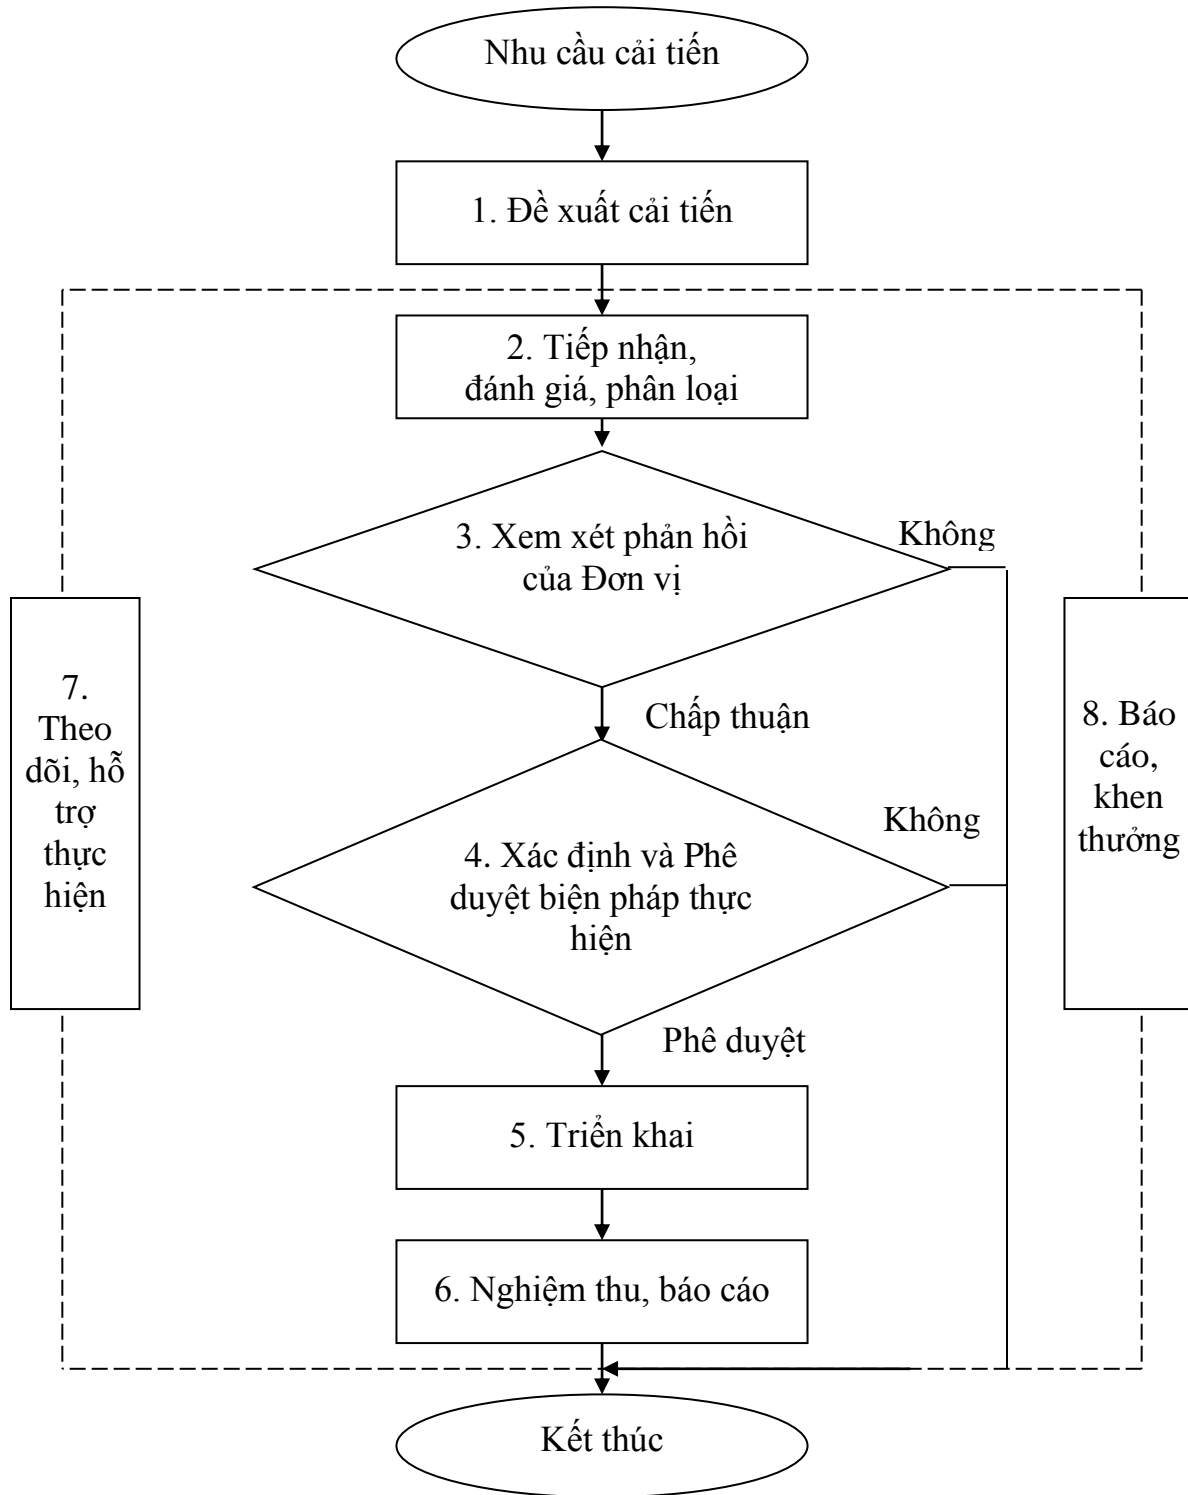 Nhu cầu cải tiến
1. Đề xuất cải tiến
2. Tiếp nhận,
đánh giá, phân loại
3. Xem xét phản hồi
của Đơn vị
Không
Chấp thuận
4. Xác định và Phê
duyệt biện pháp thực
hiện
Không
Phê duyệt
5. Triển khai
6. Nghiệm thu, báo cáo
7.
Theo
dõi, hỗ
trợ
thực
hiện
8. Báo
cáo,
khen
thưởng
Kết thúc